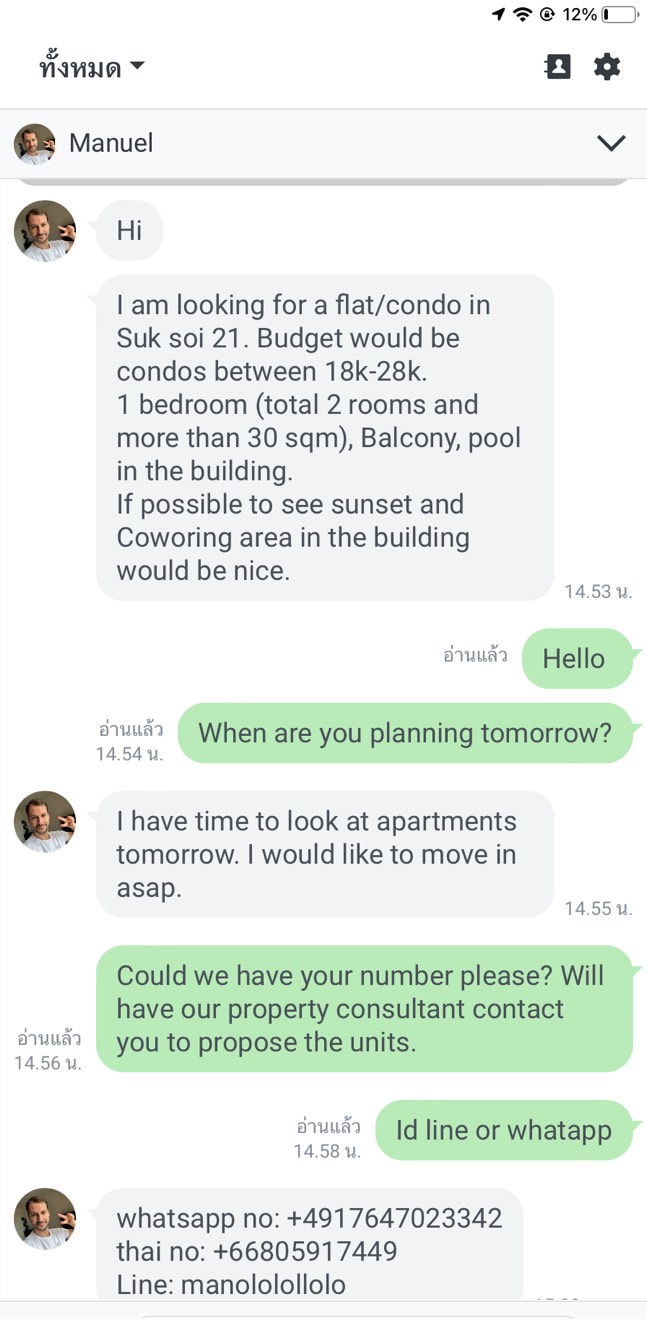 12%
ทั้งหมด
Manuel
Hi
I am looking for a flat/condo in
Suk soi 21. Budget would be
condos between 18k-28k.
1 bedroom (total 2 rooms and
more than 30 sqm), Balcony, pool
in the building.
If possible to see sunset and
Coworing area in the building
would be nice.
14.53 น.
อ่านแล้ว
Hello
อ่านแล้ว
14.54 น.
When are you planning tomorrow?
I have time to look at apartments
tomorrow. I would like to move in
asap.
14.55 น.
Could we have your number please? Will
have our property consultant contact
you to propose the units.
อ่านแล้ว
14.56 น.
อ่านแล้ว
14.58 น.
Id line or whatapp
whatsapp no: +4917647023342
thai no: +66805917449
Line: manololollolo